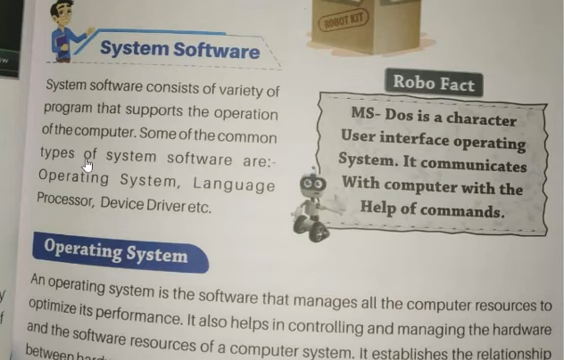 ROBOT KIT
System Software
System software consists of variety of
program that supports the operation
of the computer. Some of the common
types of system software are:-
Operating System, Language
Processor, Device Driver etc.
Robo Fact
MS- Dos is a character
User interface operating
System. It communicates
With computer with the
Help of commands.
Operating System
An operating system is the software that manages all the computer resources to
optimize its performance. It also helps in controlling and managing the hardware
and the software resources of a computer system. It establishes the relationship
between